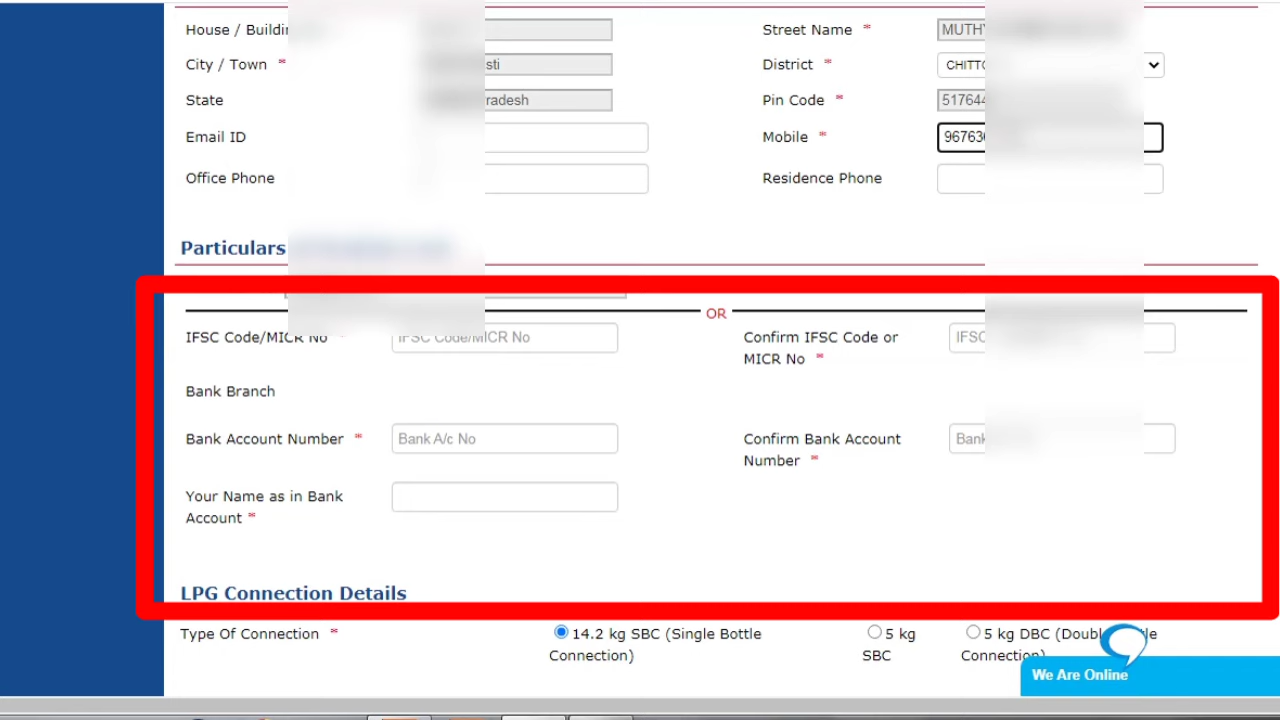 House / Buildin
Street Name * MUTHY
City / Town * sti
District * CHITTO
State radesh
Pin Code * 517644
Email ID
Mobile * 96763
Office Phone
Residence Phone
Particulars
OR
IFSC Code/MICR No * IFSC Code/MICR No
Confirm IFSC Code or MICR No * IFSC
Bank Branch
Bank Account Number * Bank A/c No
Confirm Bank Account Number * Bank
Your Name as in Bank Account *
LPG Connection Details
Type Of Connection * 14.2 kg SBC (Single Bottle Connection) 5 kg SBC 5 kg DBC (Double Bottle Connection)
We Are Online